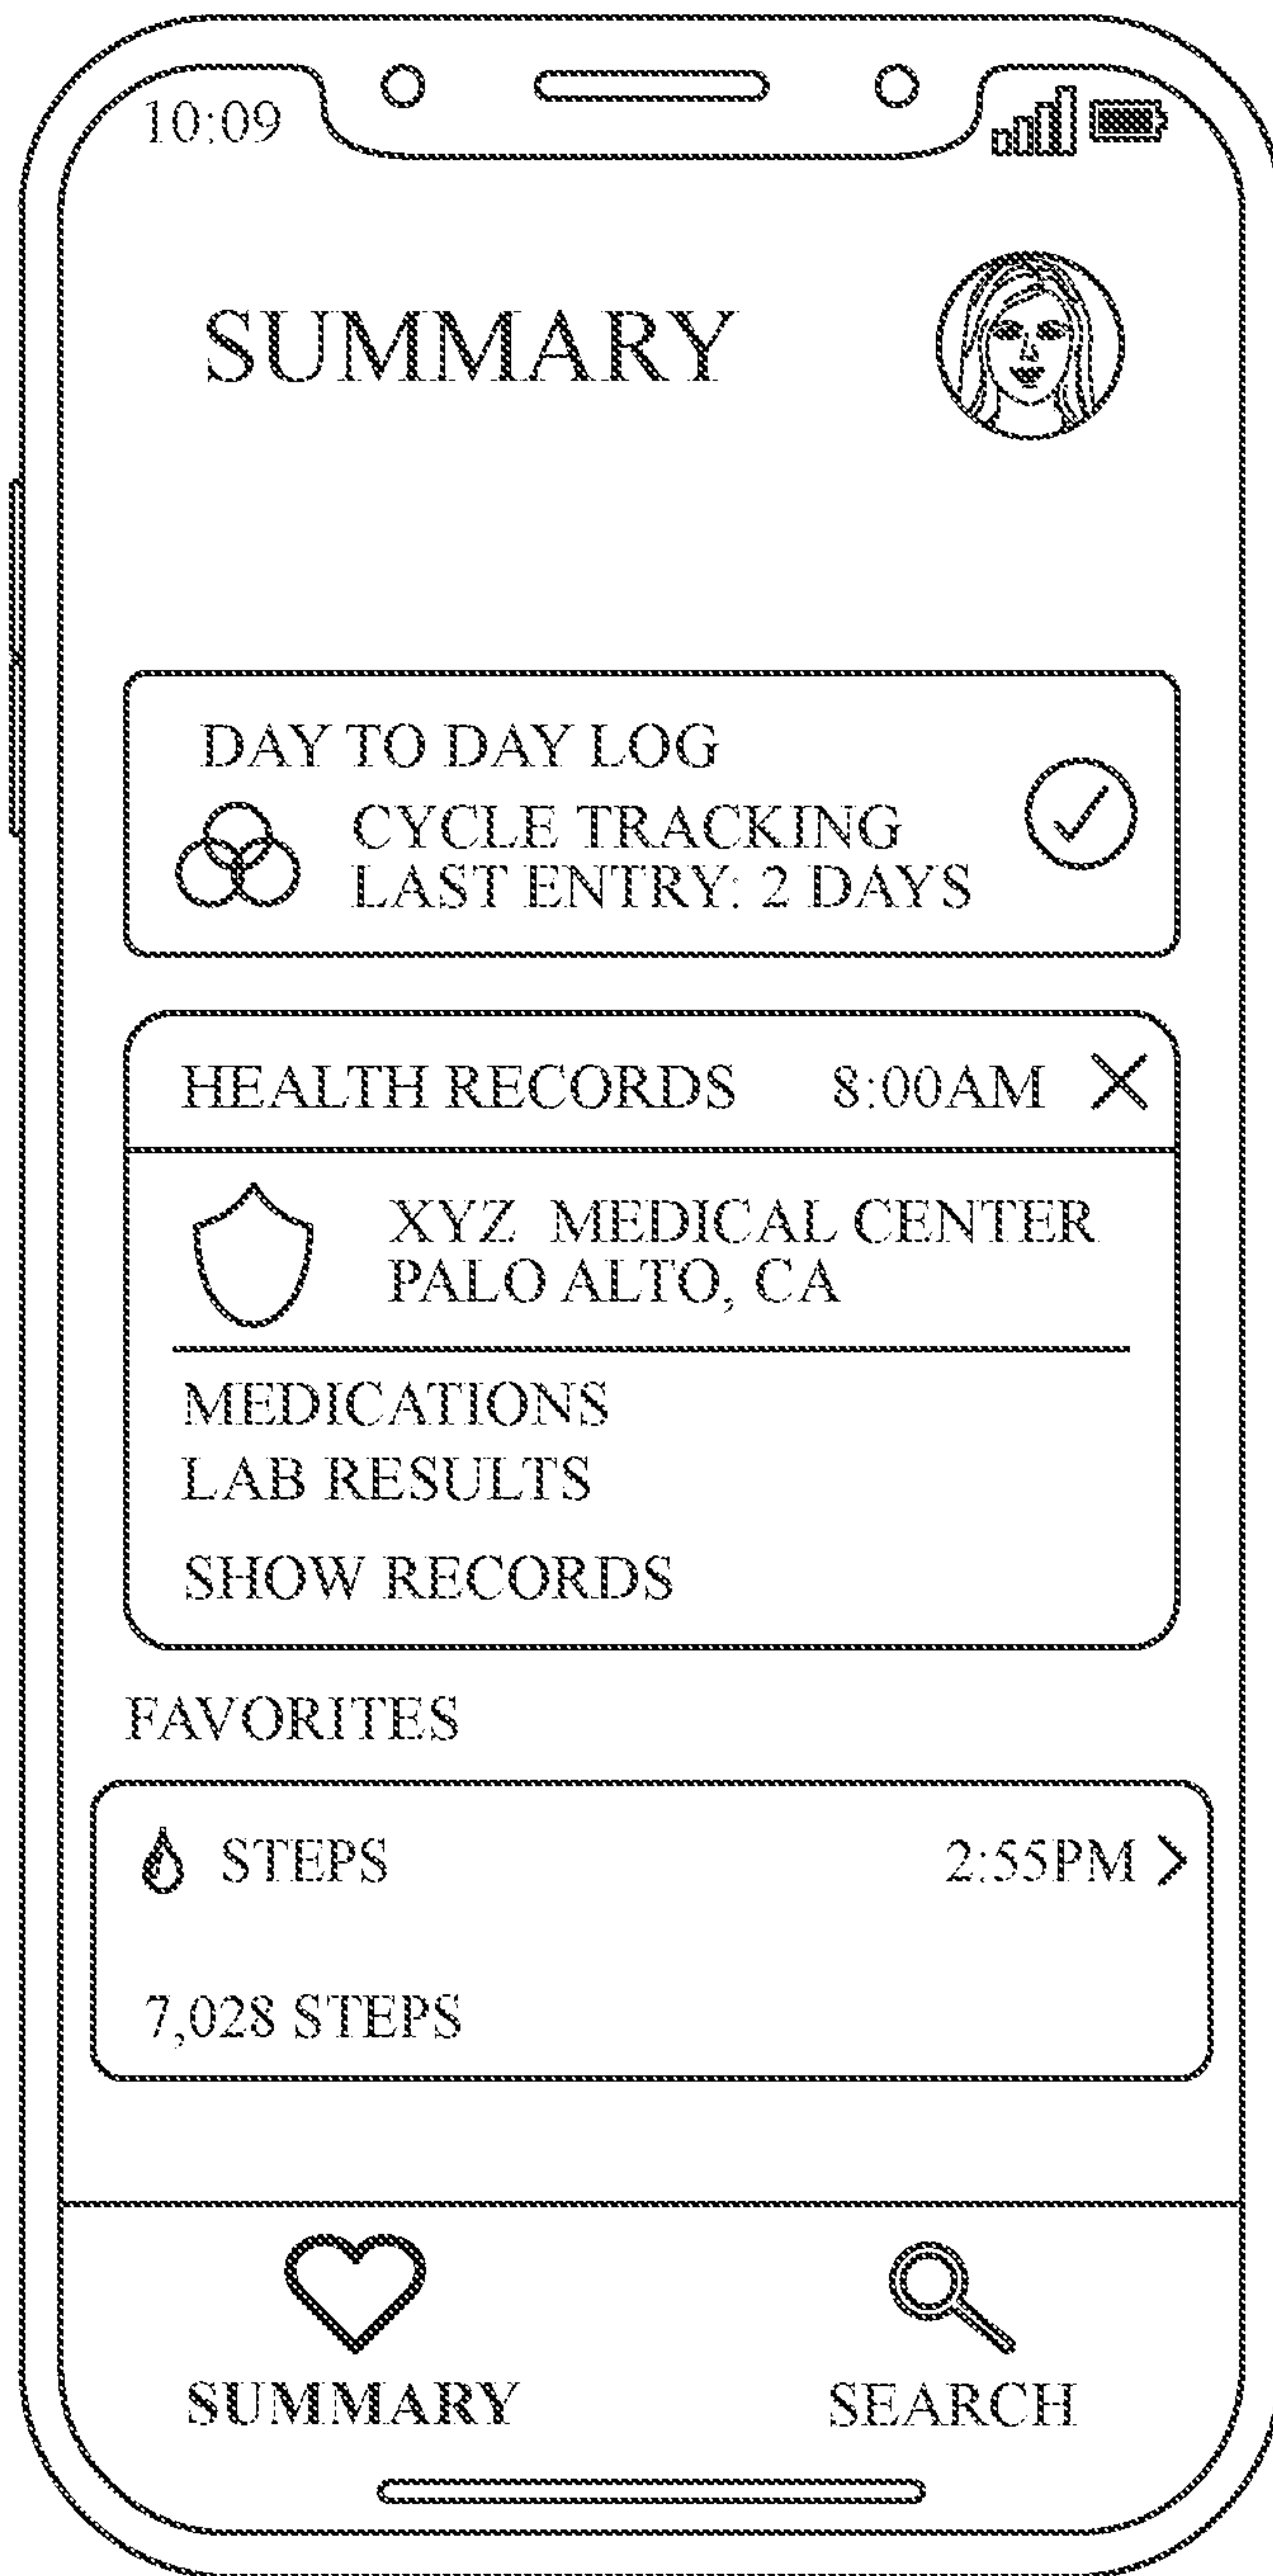 10:09
SUMMARY
DAY TO DAY LOG
CYCLE TRACKING
LAST ENTRY: 2 DAYS
HEALTH RECORDS 8:00AM
XYZ MEDICAL CENTER
PALO ALTO, CA
MEDICATIONS
LAB RESULTS
SHOW RECORDS
FAVORITES
STEPS 2:55PM
7,028 STEPS
SUMMARY SEARCH